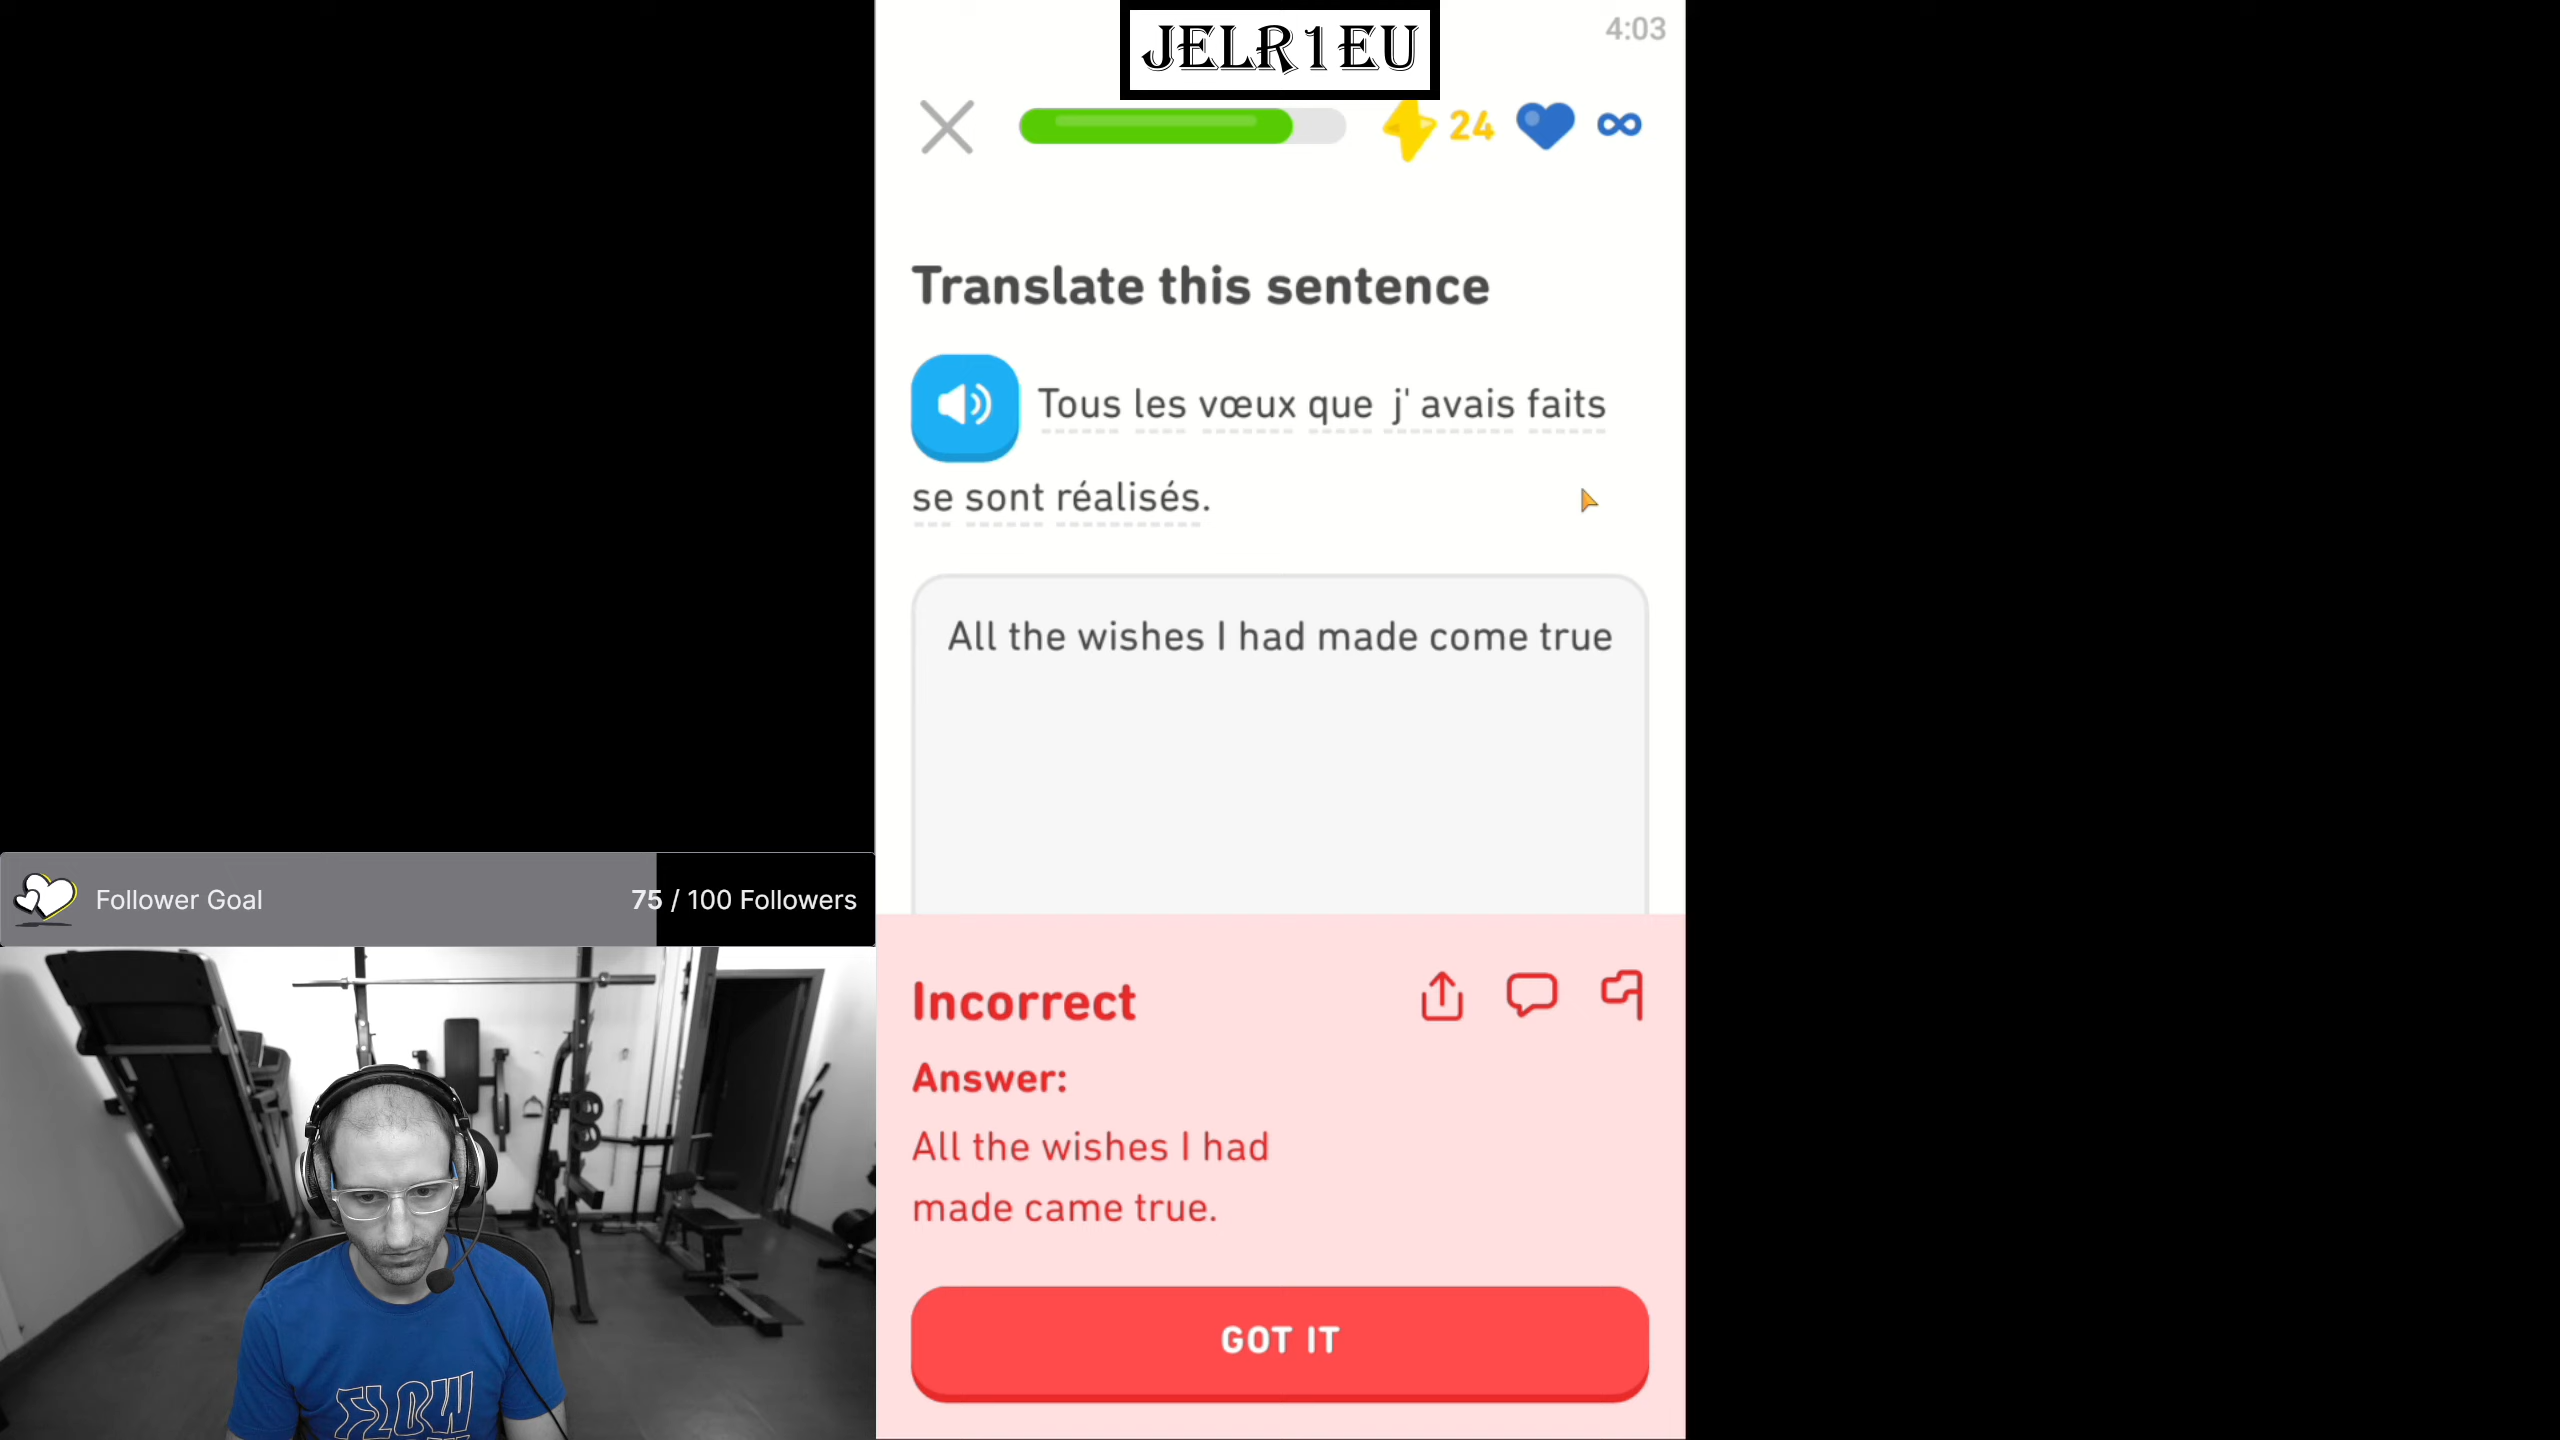 JELR1EU
4:03
24
Translate this sentence
Tous les vœux que j' avais faits
se sont réalisés.
All the wishes I had made come true
Follower Goal
75 / 100 Followers
Incorrect
Answer:
All the wishes I had
made came true.
GOT IT
FLOW